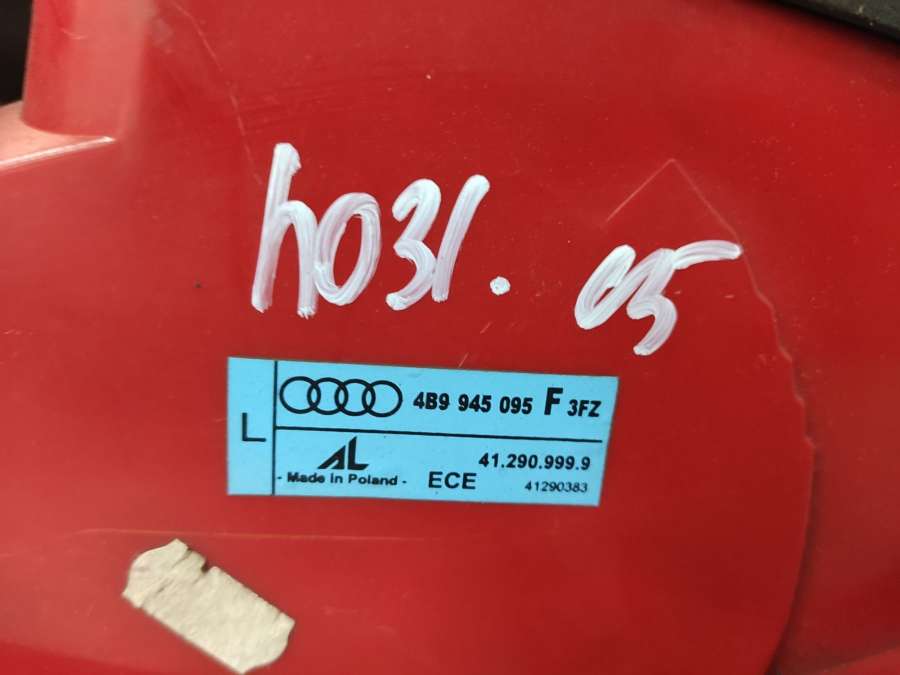 h031. 05
L
4B9 945 095 F 3FZ
AL
- Made in Poland -
ECE
41.290.999.9
41290383